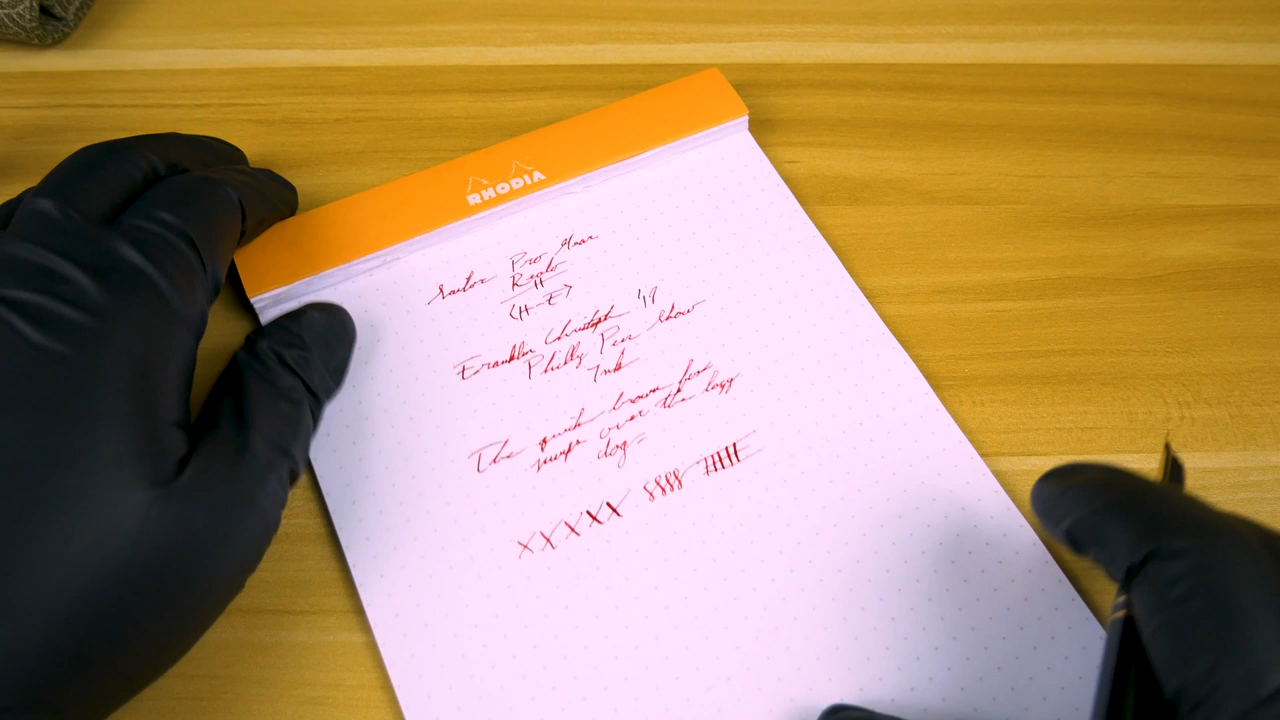 RHODIA
Sailor Pro Gear
Realo
H
<H-E>
Franklin Christoph '19
Philly Pen Show
Ink
The quick brown fox
jumps over the lazy
dog=
XXXXX §§§§ HHH